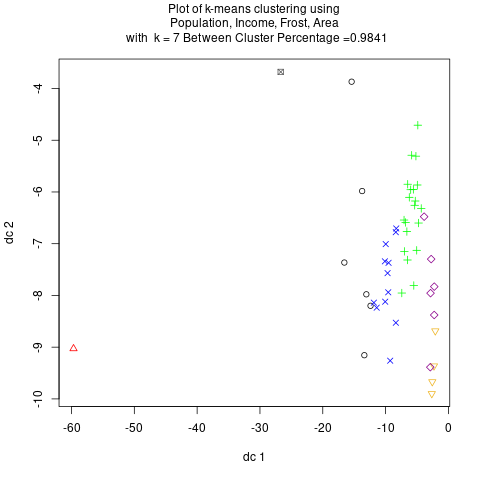 Plot of k-means clustering using
Population, Income, Frost, Area
with k = 7 Between Cluster Percentage =0.9841
dc 2
-4
-5
-6
-7
-8
-9
-10
-60
-50
-40
-30
-20
-10
0
dc 1